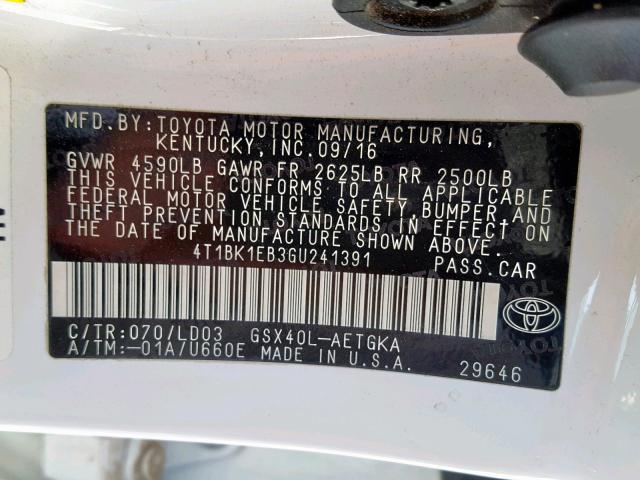 MFD.BY: TOYOTA MOTOR MANUFACTURING,
KENTUCKY, INC. 09/16
GVWR 4590LB GAWR FR 2625LB RR 2500LB
THIS VEHICLE CONFORMS TO ALL APPLICABLE
FEDERAL MOTOR VEHICLE SAFETY, BUMPER, AND
THEFT PREVENTION STANDARDS IN EFFECT ON
THE DATE OF MANUFACTURE SHOWN ABOVE.
4T1BK1EB3GU241391 PASS.CAR
C/TR: 070/LD03 GSX40L-AETGKA
A/TM: -01A/U660E MADE IN U.S.A. 29646